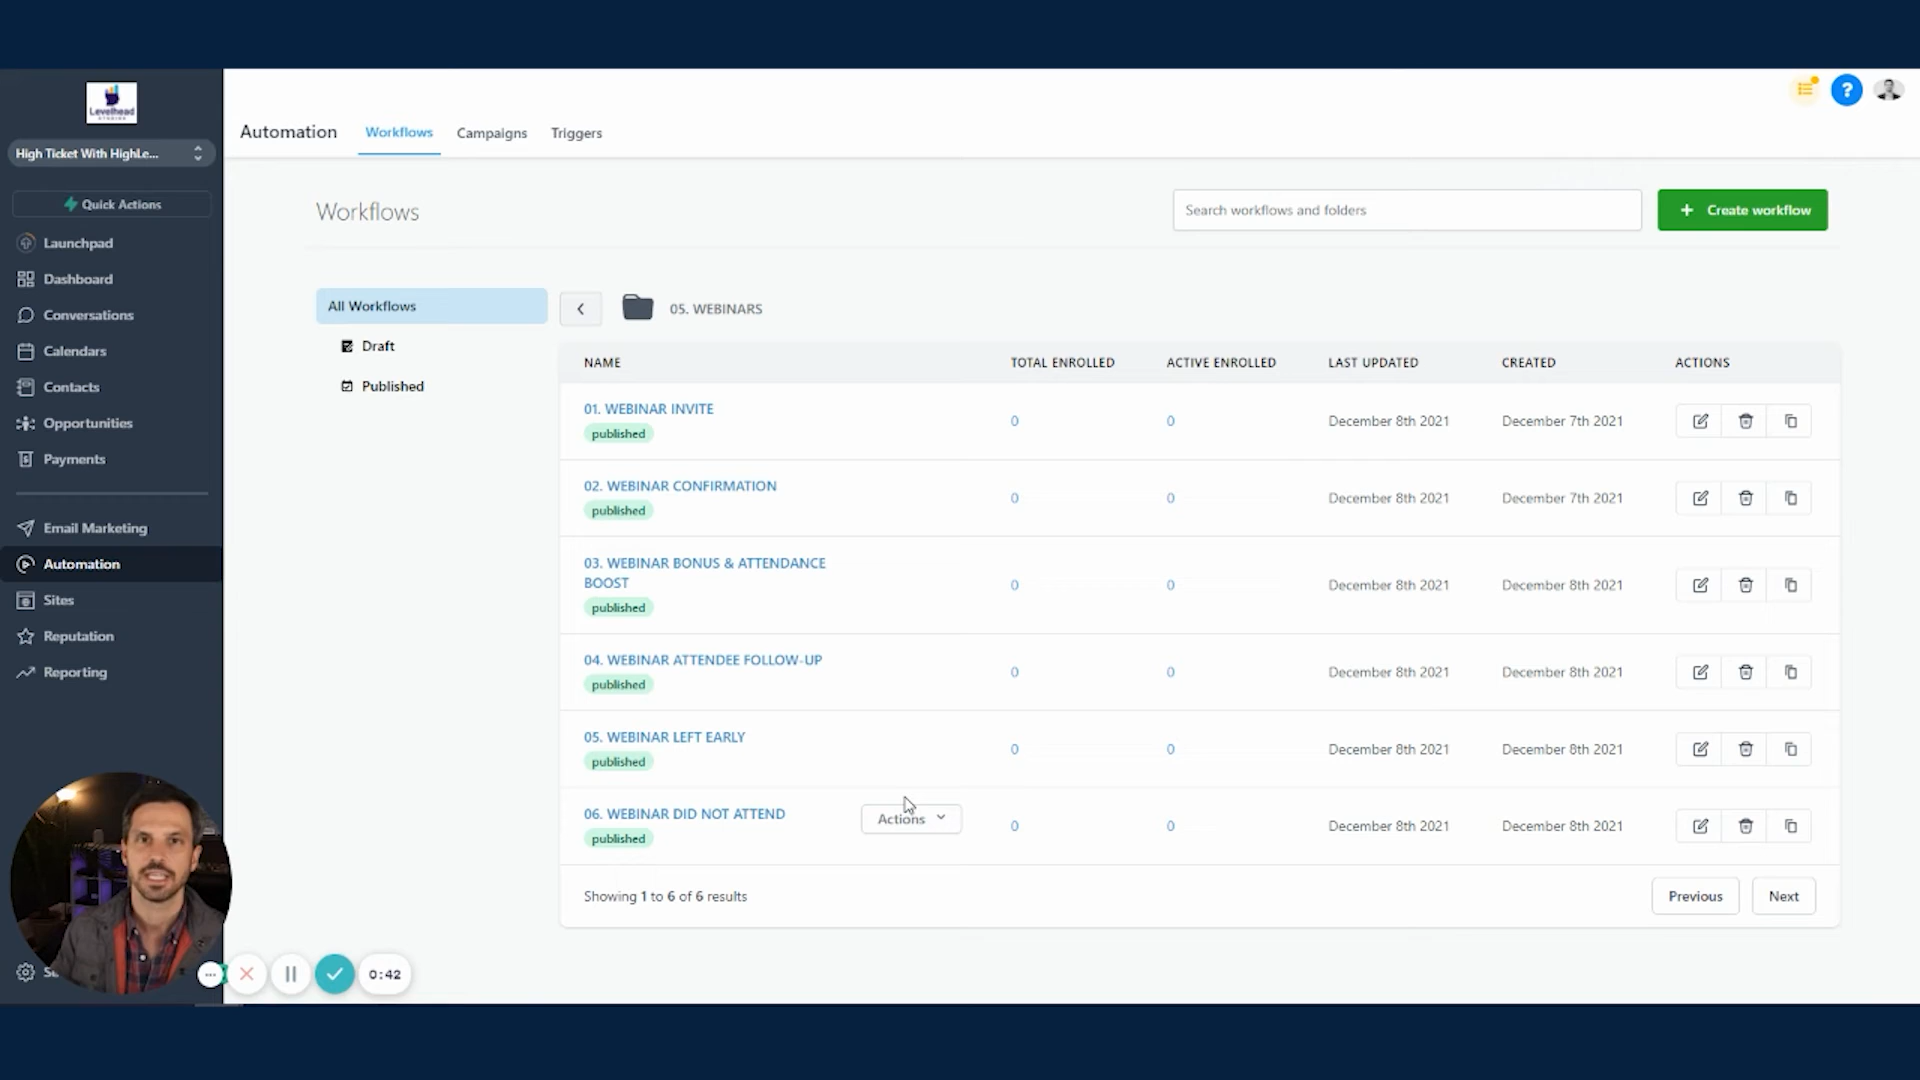 Levelhead
STUDIOS
High Ticket With HighLe...
Quick Actions
Launchpad
Dashboard
Conversations
Calendars
Contacts
Opportunities
Payments
Email Marketing
Automation
Sites
Reputation
Reporting
Automation
Workflows
Campaigns
Triggers
?
Workflows
Search workflows and folders
+ Create workflow
All Workflows
Draft
Published
05. WEBINARS
NAME TOTAL ENROLLED ACTIVE ENROLLED LAST UPDATED CREATED ACTIONS
01. WEBINAR INVITE
published
0 0 December 8th 2021 December 7th 2021
02. WEBINAR CONFIRMATION
published
0 0 December 8th 2021 December 7th 2021
03. WEBINAR BONUS & ATTENDANCE
BOOST
published
0 0 December 8th 2021 December 8th 2021
04. WEBINAR ATTENDEE FOLLOW-UP
published
0 0 December 8th 2021 December 8th 2021
05. WEBINAR LEFT EARLY
published
0 0 December 8th 2021 December 8th 2021
06. WEBINAR DID NOT ATTEND
published
Actions
0 0 December 8th 2021 December 8th 2021
Showing 1 to 6 of 6 results
Previous
Next
0:42